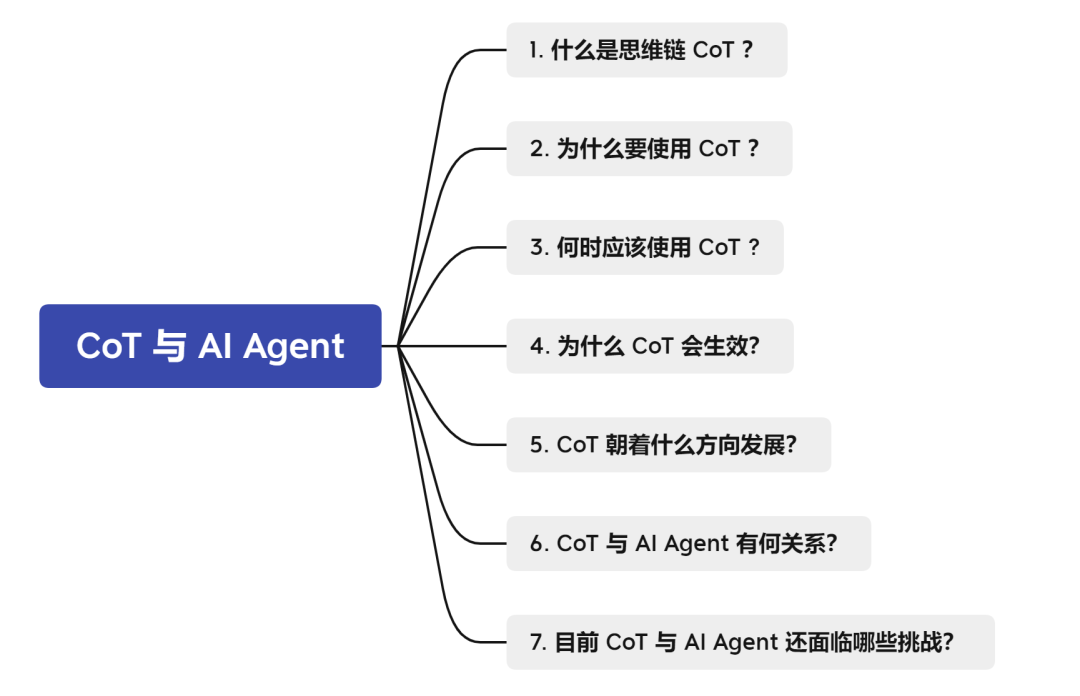 CoT 与 AI Agent
1. 什么是思维链 CoT ?
2. 为什么要使用 CoT ?
3. 何时应该使用 CoT ?
4. 为什么 CoT 会生效?
5. CoT 朝着什么方向发展?
6. CoT 与 AI Agent 有何关系?
7. 目前 CoT 与 AI Agent 还面临哪些挑战?